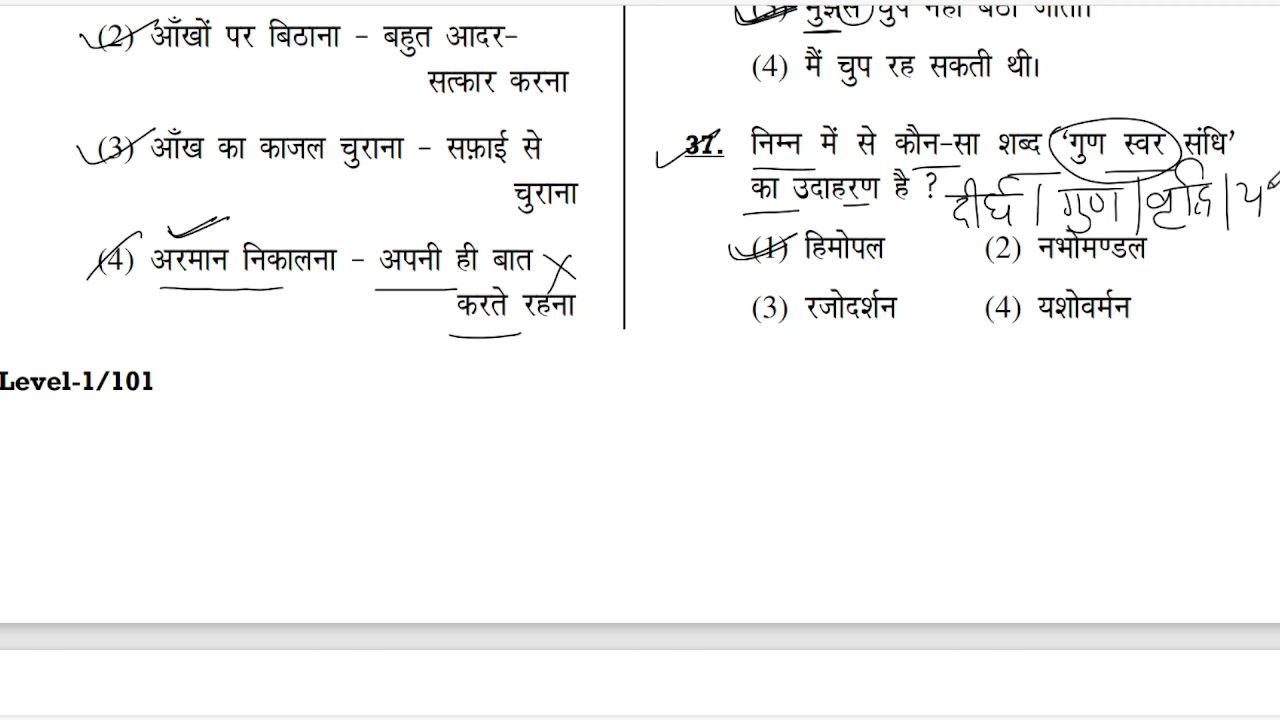 (2) आँखों पर बिठाना – बहुत आदर-
सत्कार करना
(3) आँख का काजल चुराना – सफ़ाई से
चुराना
(4) अरमान निकालना – अपनी ही बात
करते रहना
Level-1/101
चुप नहीं
(4) मैं चुप रह सकती थी।
37. निम्न में से कौन-सा शब्द ‘गुण स्वर संधि’
का उदाहरण है ?
दीर्घ | गुण | वृद्धि |
(1) हिमोपल (2) नभोमण्डल
(3) रजोदर्शन (4) यशोवर्मन